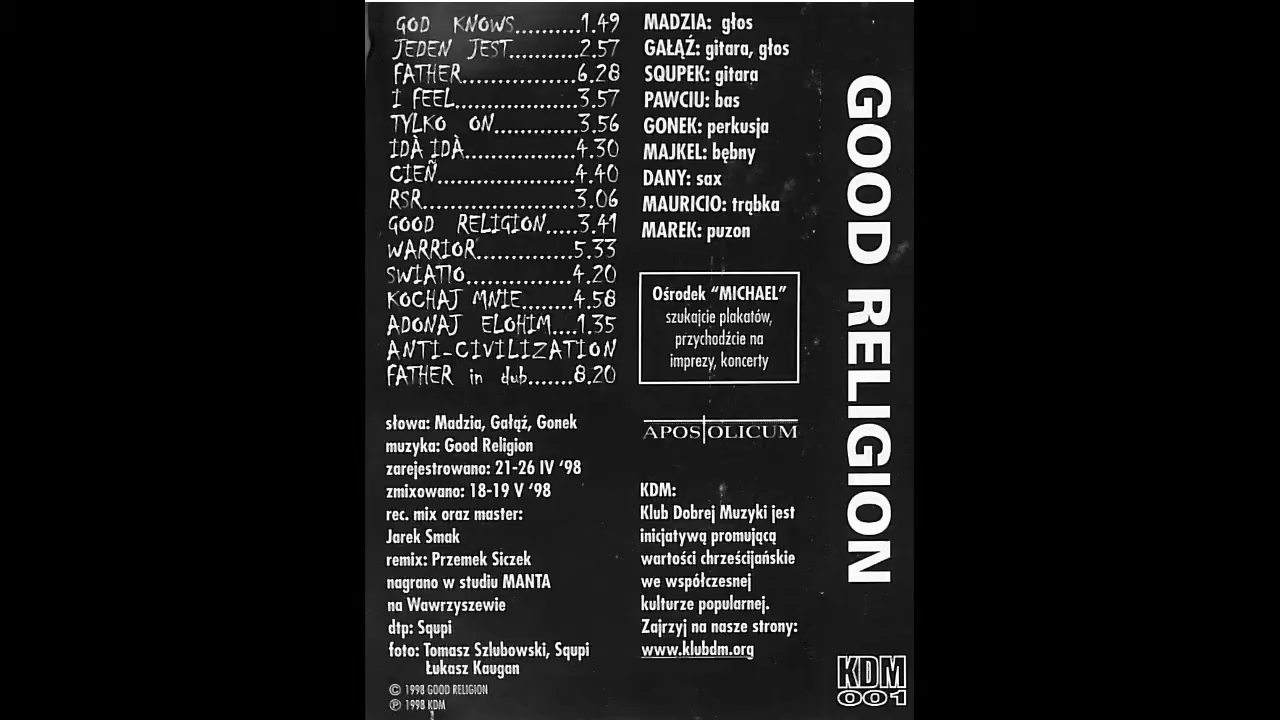 GOD KNOWS..........1.49
JEDEN JEST..........2.57
FATHER................6.28
I FEEL.................3.57
TYLKO ON............3.56
IDÀ IDÀ...............4.30
CIEŃ...................4.40
RSR.....................3.06
GOOD RELIGION.....3.41
WARRIOR..............5.33
SWIATŁO...............4.20
KOCHAJ MNIE........4.58
ADONAJ ELOHIM....1.35
ANTI-CIVILIZATION
FATHER in dub.......8.20
słowa: Madzia, Gałąź, Gonek
muzyka: Good Religion
zarejestrowano: 21-26 IV ‘98
zmixowano: 18-19 V ‘98
rec. mix oraz master:
Jarek Smak
remix: Przemek Siczek
nagrano w studiu MANTA
na Wawrzyszewie
dtp: Squpi
foto: Tomasz Szlubowski, Squpi
Łukasz Kaugan
© 1998 GOOD RELIGION
℗ 1998 KDM
MADZIA: głos
GAŁĄŹ: gitara, głos
SQUPEK: gitara
PAWCIU: bas
GONEK: perkusja
MAJKEL: bębny
DANY: sax
MAURICIO: trąbka
MAREK: puzon
Ośrodek “MICHAEL”
szukajcie plakatów,
przychodźcie na
imprezy, koncerty
APOSTOLICUM
KDM:
Klub Dobrej Muzyki jest
inicjatywą promującą
wartości chrześcijańskie
we współczesnej
kulturze popularnej.
Zajrzyj na nasze strony:
www.klubdm.org
GOOD RELIGION
KDM
001